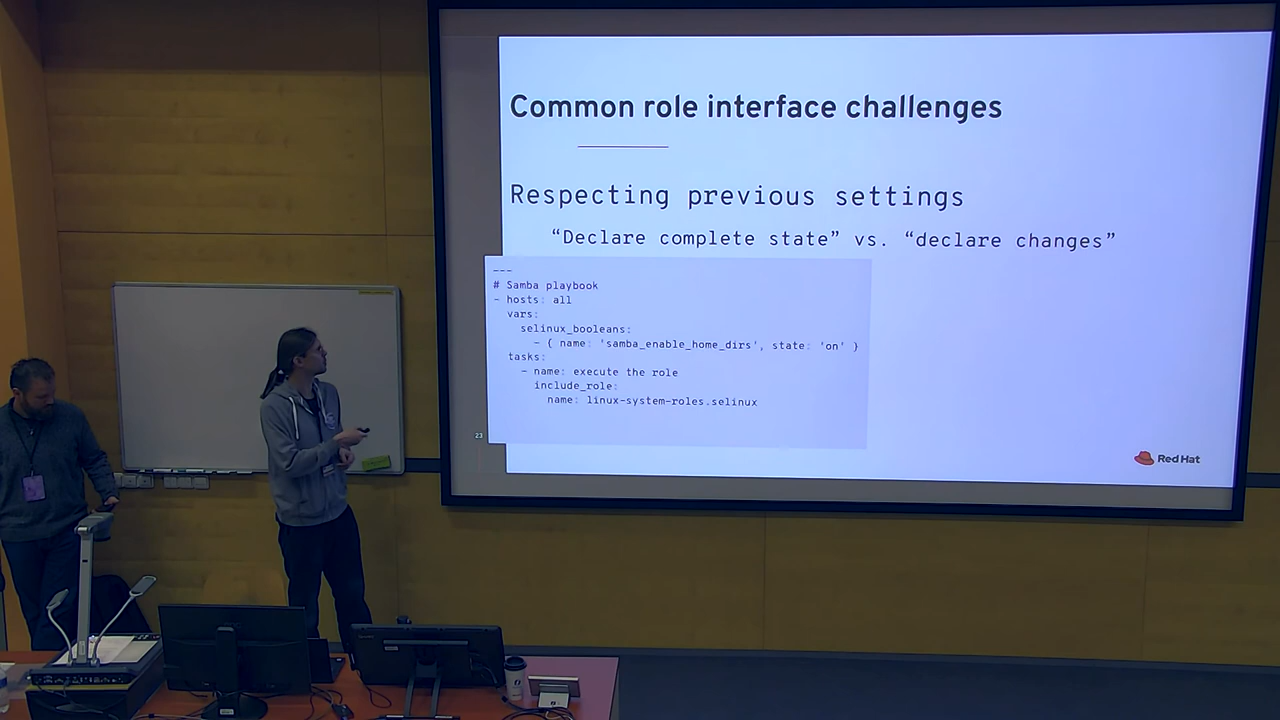 Common role interface challenges
Respecting previous settings
“Declare complete state” vs. “declare changes”
---
# Samba playbook
- hosts: all
vars:
selinux_booleans:
- { name: 'samba_enable_home_dirs', state: 'on' }
tasks:
- name: execute the role
include_role:
name: linux-system-roles.selinux
23
Red Hat